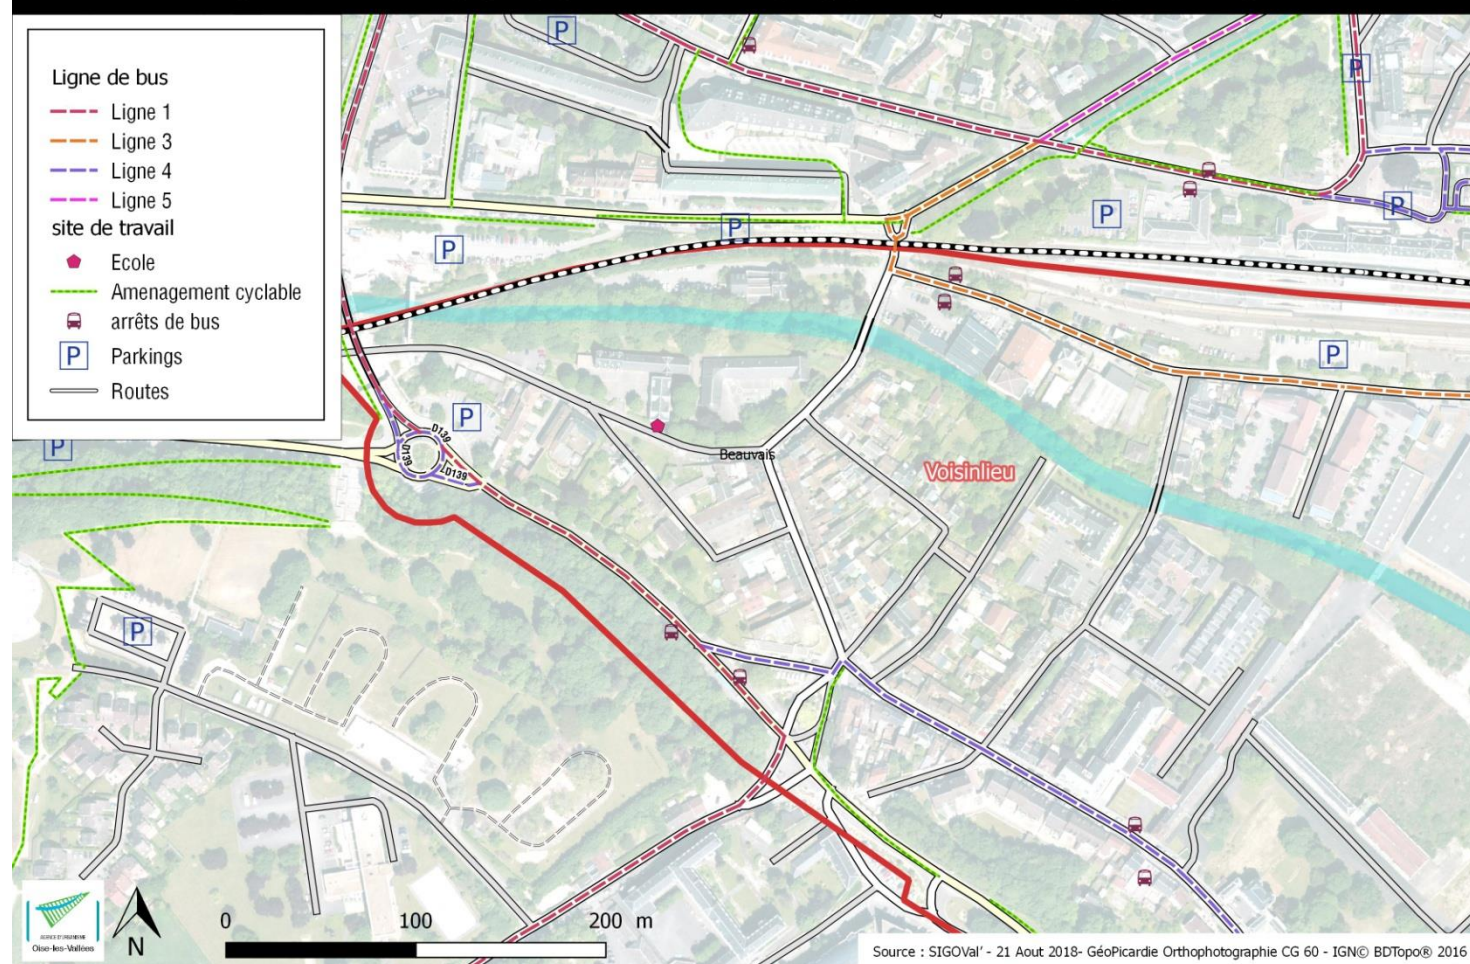 Ligne de bus
Ligne 1
Ligne 3
Ligne 4
Ligne 5
site de travail
Ecole
Amenagement cyclable
arrêts de bus
P Parkings
Routes
P
P
P
P
P
P
P
P
P
P
D139
D139
D139
Beauvais
Voisinlieu
P
AGENCE D'URBANISME
Oise-les-Vallées
N
0 100 200 m
Source : SIGOVal' - 21 Aout 2018- GéoPicardie Orthophotographie CG 60 - IGN© BDTopo® 2016